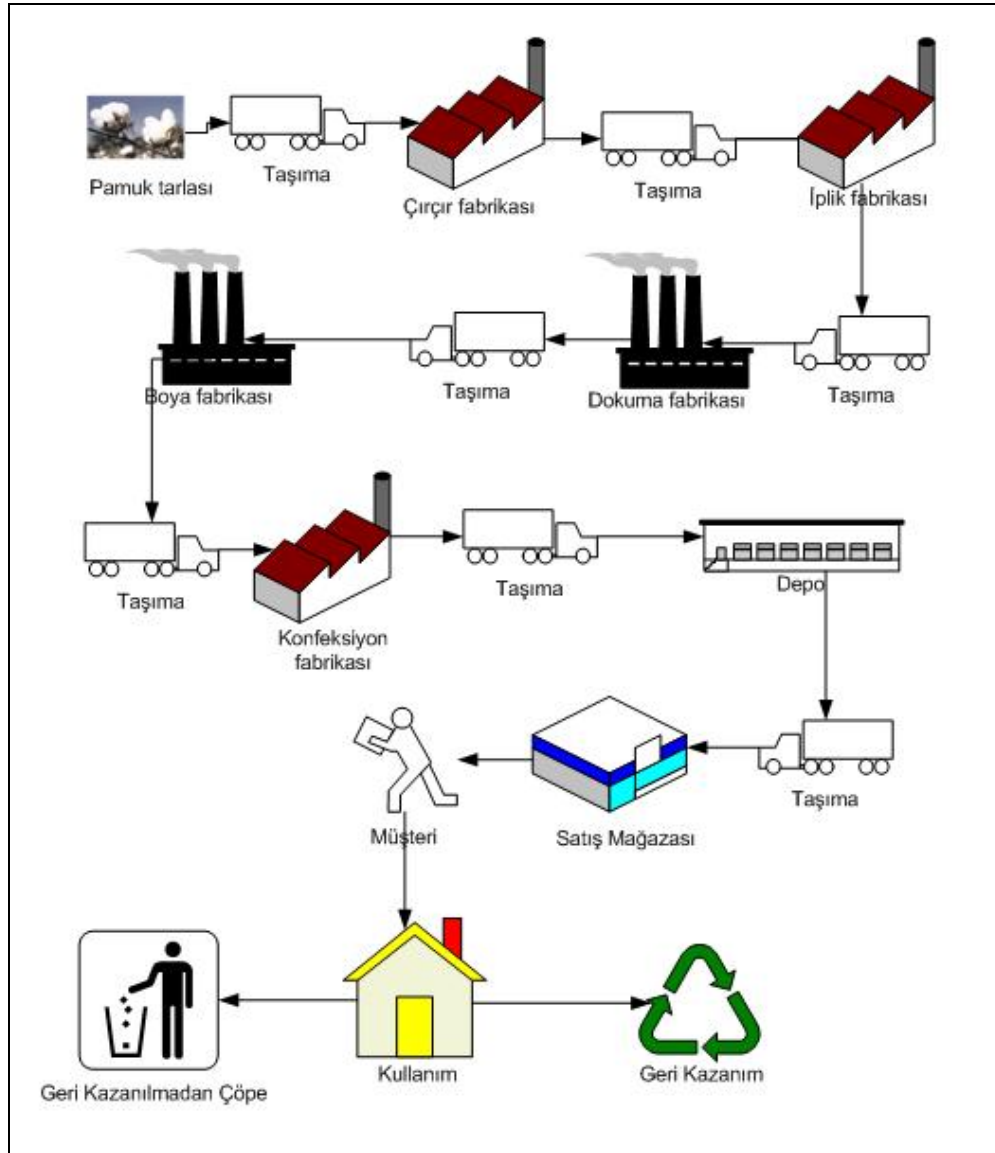 Pamuk tarlası
Taşıma
Çırçır fabrikası
Taşıma
İplik fabrikası
Boya fabrikası
Taşıma
Dokuma fabrikası
Taşıma
Taşıma
Konfeksiyon
fabrikası
Taşıma
Depo
Müşteri
Satış Mağazası
Taşıma
Geri Kazanılmadan Çöpe
Kullanım
Geri Kazanım